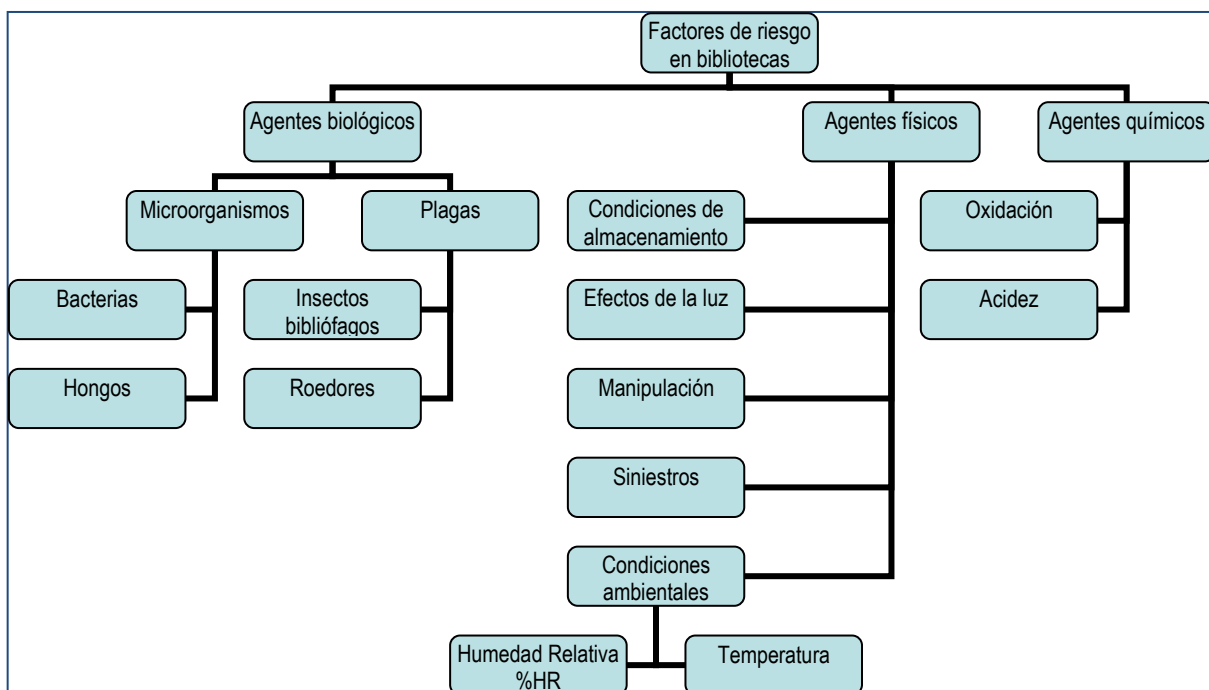 Factores de riesgo
en bibliotecas
Agentes biológicos
Agentes físicos
Agentes químicos
Microorganismos
Plagas
Condiciones de
almacenamiento
Oxidación
Bacterias
Insectos
bibliófagos
Efectos de la luz
Acidez
Hongos
Roedores
Manipulación
Siniestros
Condiciones
ambientales
Humedad Relativa
%HR
Temperatura